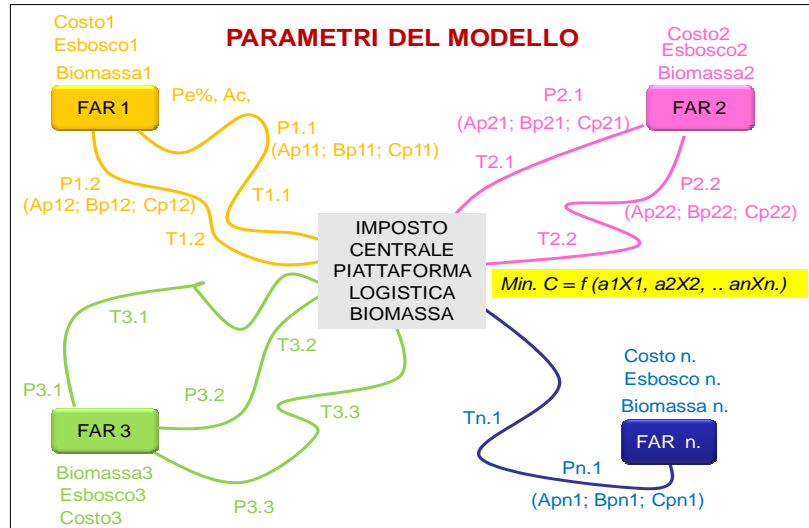 PARAMETRI DEL MODELLO
Costo1
Esbosco1
Biomassa1
FAR 1
Pe%, Ac,
P1.1
(Ap11; Bp11; Cp11)
T1.1
P1.2
(Ap12; Bp12; Cp12)
T1.2
Costo2
Esbosco2
Biomassa2
FAR 2
P2.1
(Ap21; Bp21; Cp21)
T2.1
P2.2
(Ap22; Bp22; Cp22)
T2.2
IMPOSTO
CENTRALE
PIATTAFORMA
LOGISTICA
BIOMASSA
Min. C = f (a1X1, a2X2, .. anXn.)
T3.1
T3.2
T3.3
P3.1
P3.2
P3.3
FAR 3
Biomassa3
Esbosco3
Costo3
Costo n.
Esbosco n.
Biomassa n.
FAR n.
Tn.1
Pn.1
(Apn1; Bpn1; Cpn1)